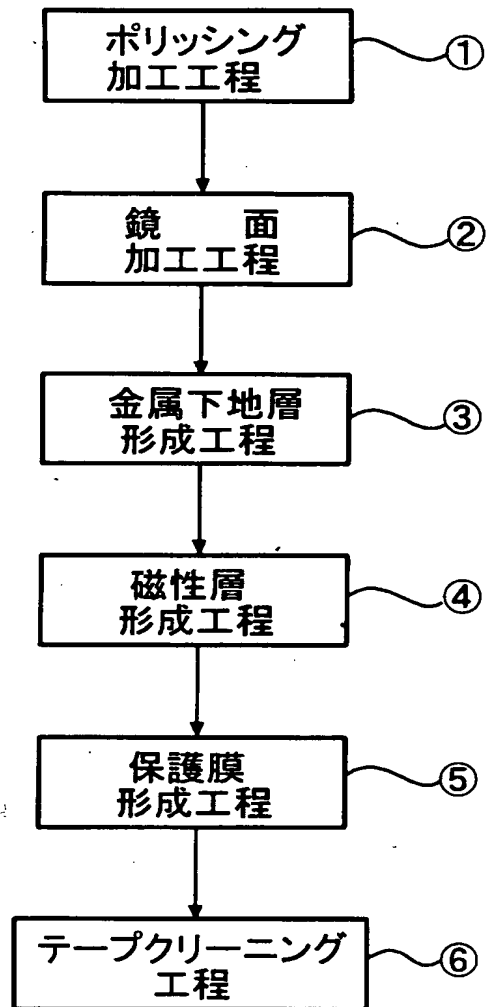 ポリッシング
加工工程
①
鏡 面
加工工程
②
金属下地層
形成工程
③
磁性層
形成工程
④
保護膜
形成工程
⑤
テープクリーニング
工程
⑥